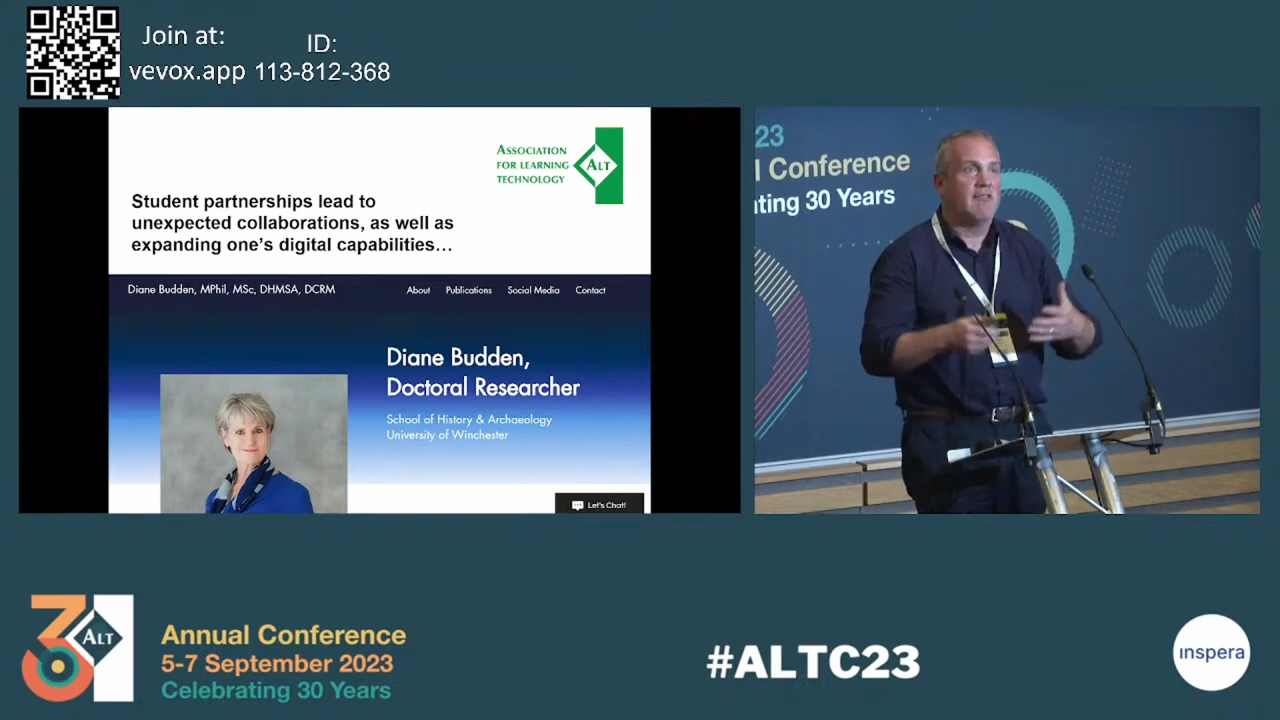 Join at:
vevox.app
ID:
113-812-368
ASSOCIATION
FOR LEARNING
TECHNOLOGY
ALT
Student partnerships lead to
unexpected collaborations, as well as
expanding one's digital capabilities…
Diane Budden, MPhil, MSc, DHMSA, DCRM
About Publications Social Media Contact
Diane Budden,
Doctoral Researcher
School of History & Archaeology
University of Winchester
Let's Chat!
23
l Conference
ating 30 Years
ALT
Annual Conference
5-7 September 2023
Celebrating 30 Years
#ALTC23
inspera